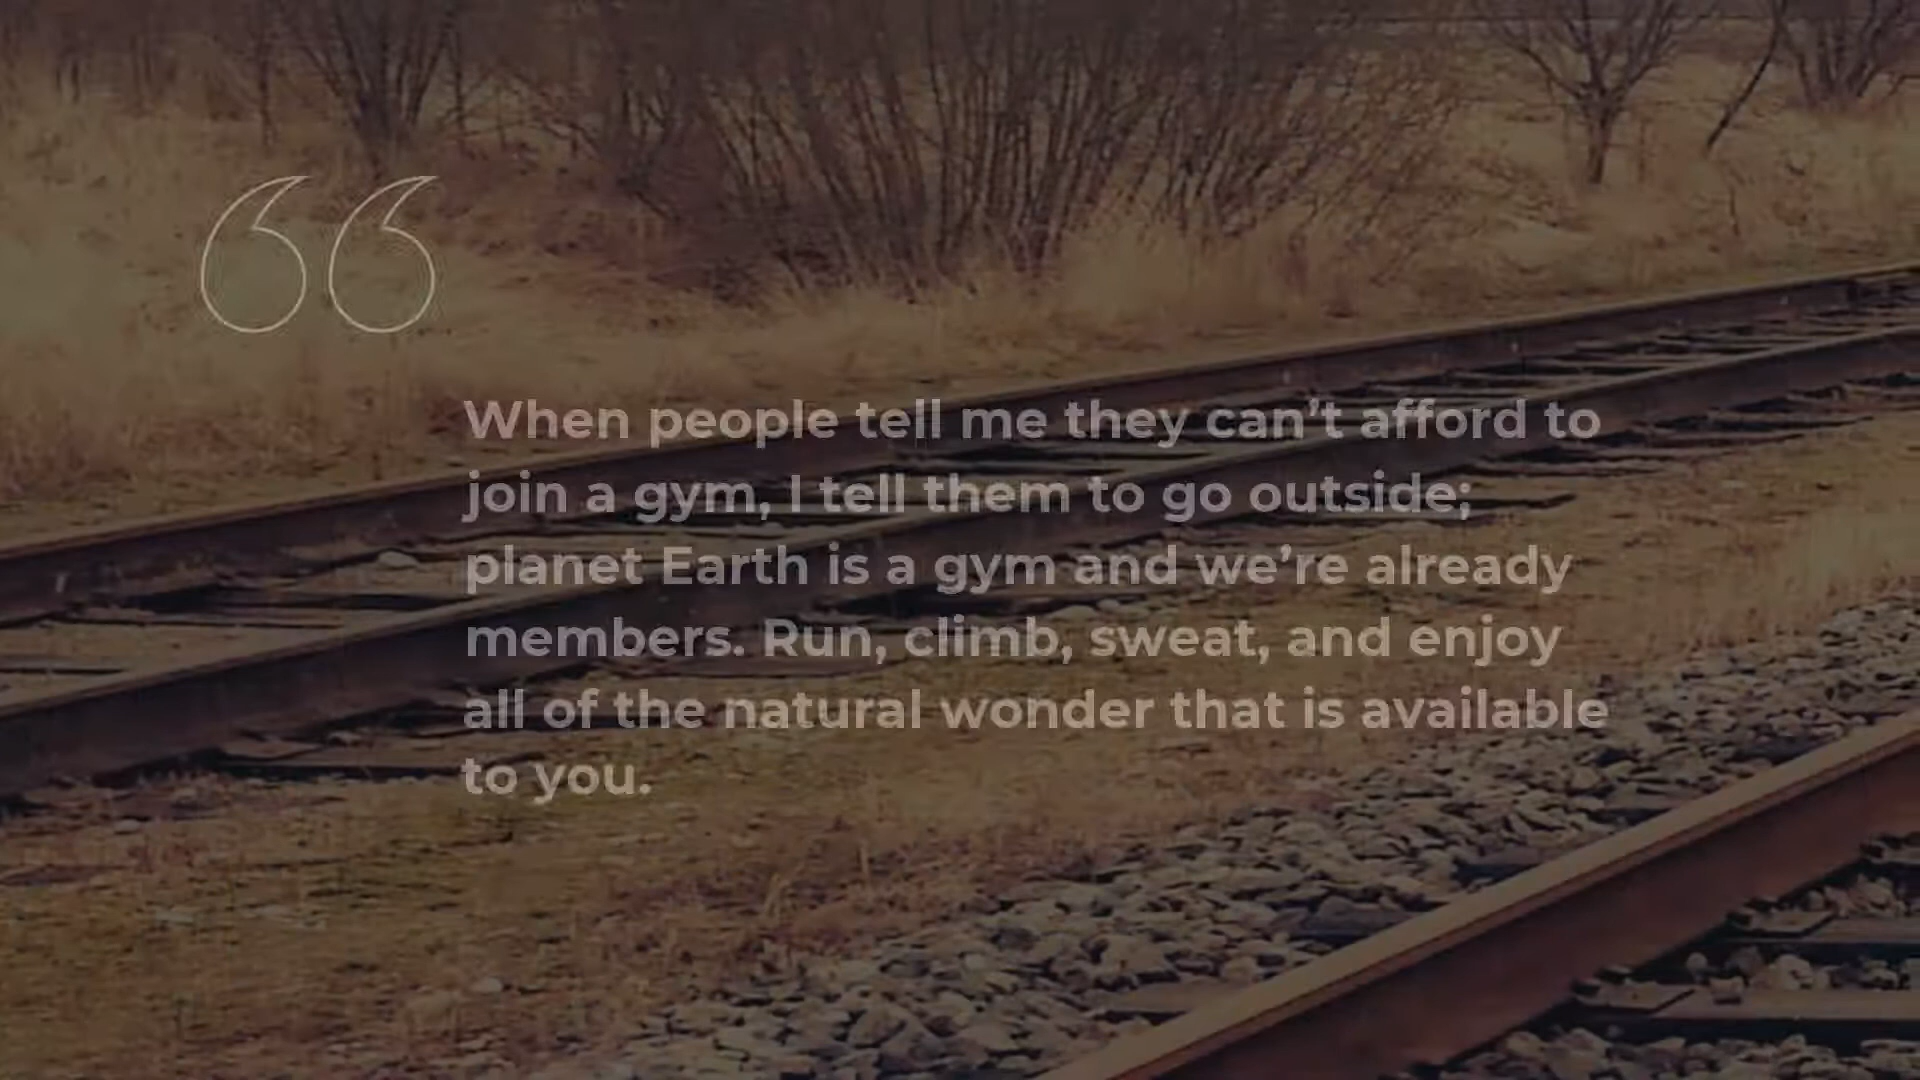 When people tell me they can’t afford to
join a gym, I tell them to go outside;
planet Earth is a gym and we’re already
members. Run, climb, sweat, and enjoy
all of the natural wonder that is available
to you.